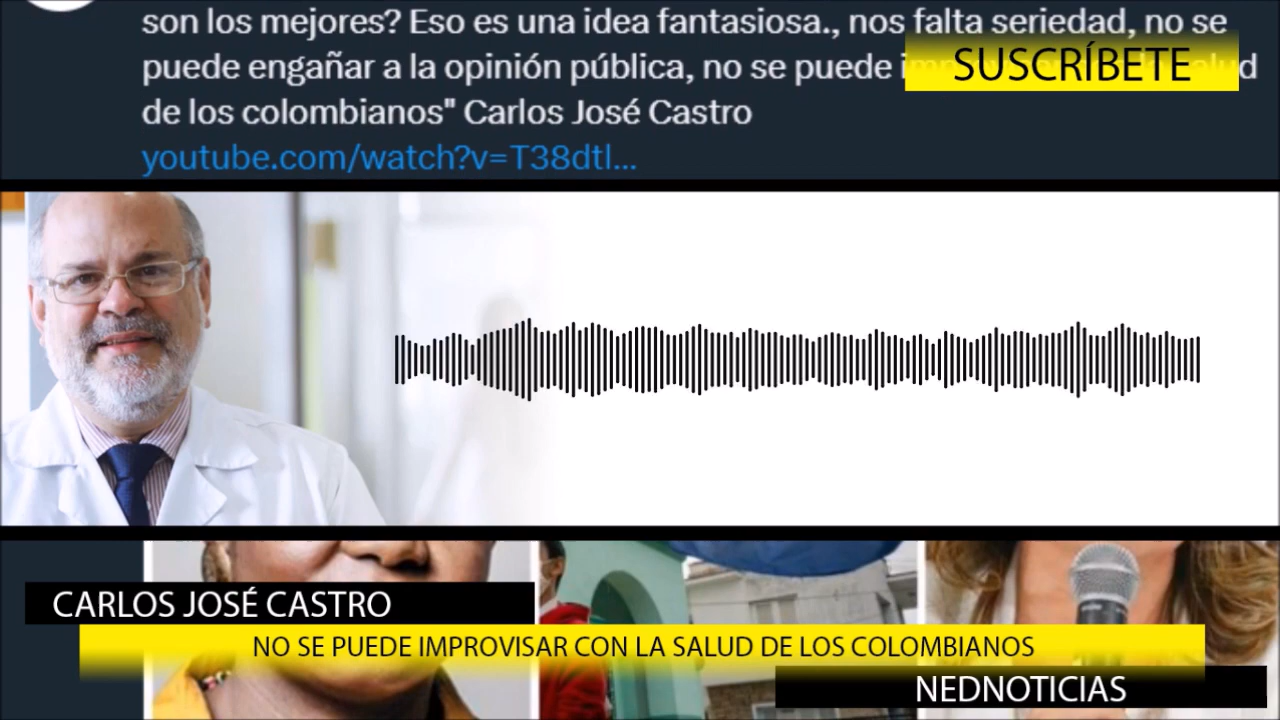 son los mejores? Eso es una idea fantasiosa., nos falta seriedad, no se
puede engañar a la opinión pública, no se puede
SUSCRÍBETE
de los colombianos" Carlos José Castro
youtube.com/watch?v=T38dtl...
CARLOS JOSÉ CASTRO
NO SE PUEDE IMPROVISAR CON LA SALUD DE LOS COLOMBIANOS
NEDNOTICIAS